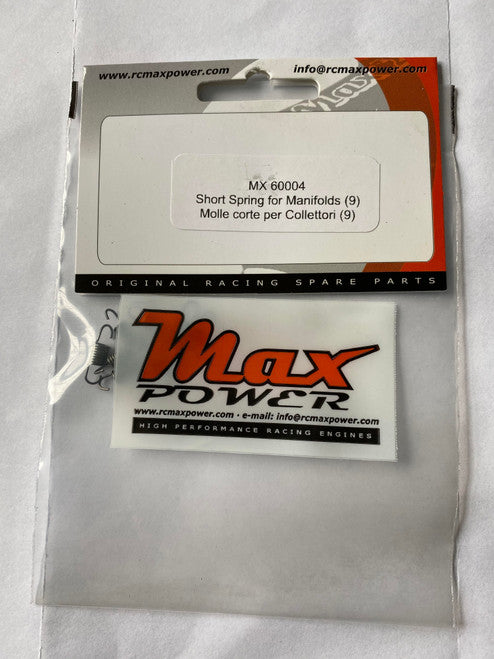 www.rcmaxpower.com info@rcmaxpower.com
MX 60004
Short Spring for Manifolds (9)
Molle corte per Collettori (9)
ORIGINAL RACING SPARE PARTS
max
POWER
www.rcmaxpower.com - e-mail: info@rcmaxpower.com
HIGH PERFORMANCE RACING ENGINES